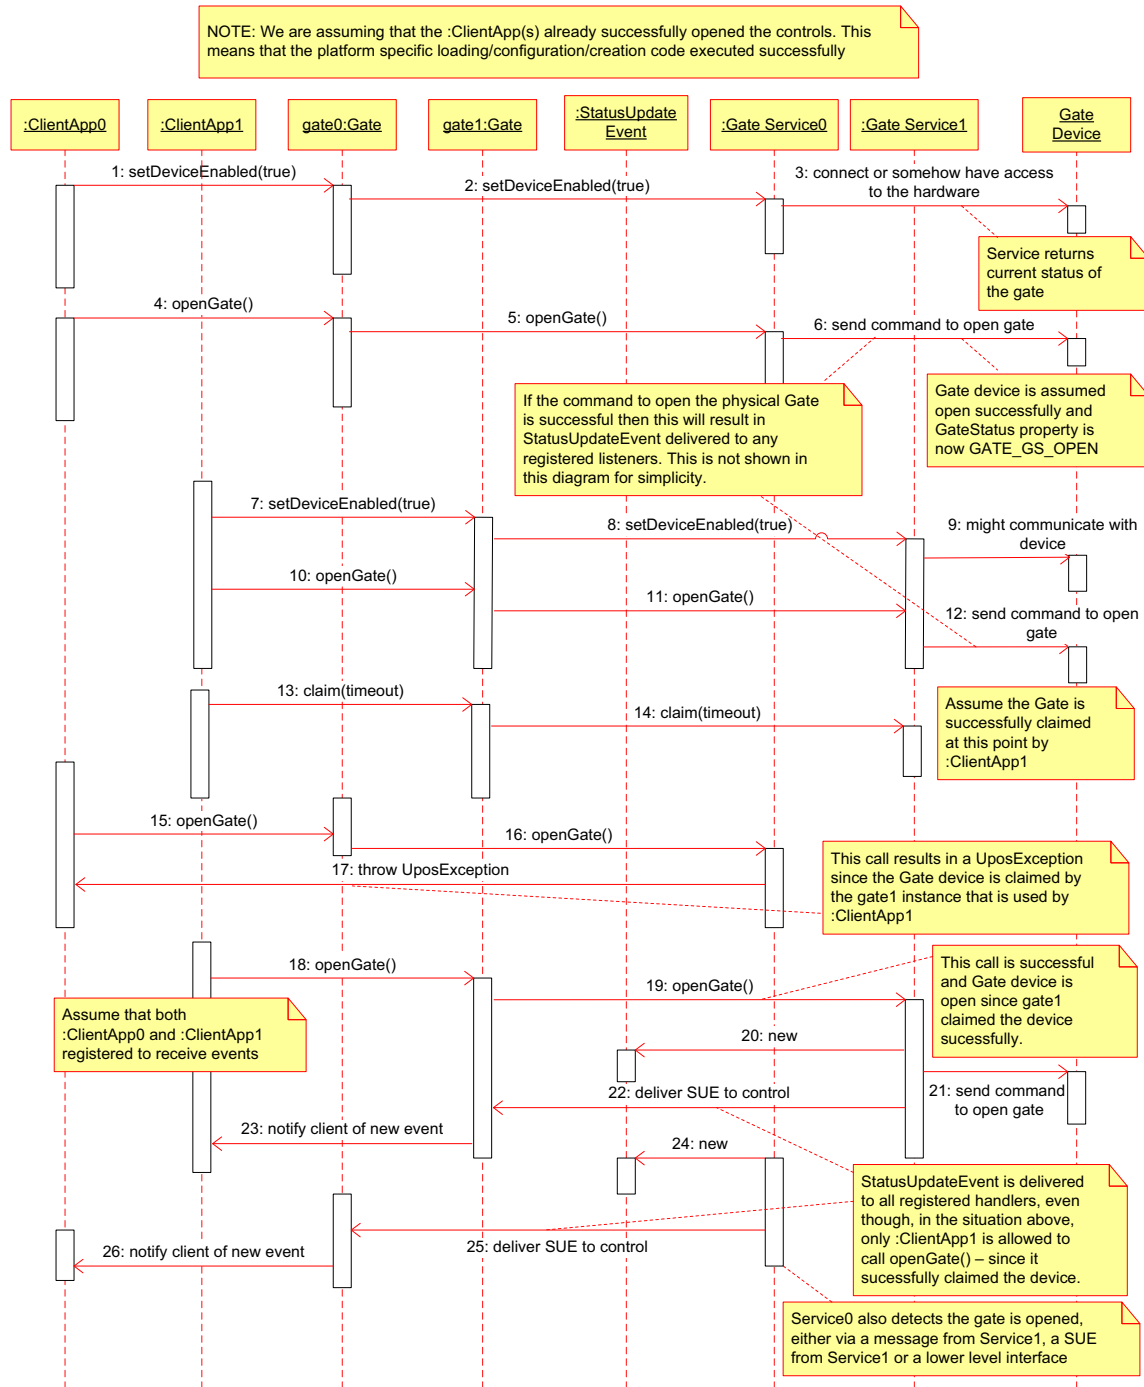 NOTE: We are assuming that the :ClientApp(s) already successfully opened the controls. This
means that the platform specific loading/configuration/creation code executed successfully
:ClientApp0
:ClientApp1
gate0:Gate
gate1:Gate
:StatusUpdate
Event
:Gate Service0
:Gate Service1
Gate
Device
1: setDeviceEnabled(true)
2: setDeviceEnabled(true)
3: connect or somehow have access
to the hardware
Service returns
current status of
the gate
4: openGate()
5: openGate()
6: send command to open gate
If the command to open the physical Gate
is successful then this will result in
StatusUpdateEvent delivered to any
registered listeners. This is not shown in
this diagram for simplicity.
Gate device is assumed
open successfully and
GateStatus property is
now GATE_GS_OPEN
7: setDeviceEnabled(true)
8: setDeviceEnabled(true)
9: might communicate with
device
10: openGate()
11: openGate()
12: send command to open
gate
13: claim(timeout)
14: claim(timeout)
Assume the Gate is
successfully claimed
at this point by
:ClientApp1
15: openGate()
16: openGate()
17: throw UposException
This call results in a UposException
since the Gate device is claimed by
the gate1 instance that is used by
:ClientApp1
18: openGate()
19: openGate()
This call is successful
and Gate device is
open since gate1
claimed the device
sucessfully.
Assume that both
:ClientApp0 and :ClientApp1
registered to receive events
20: new
21: send command
to open gate
22: deliver SUE to control
23: notify client of new event
24: new
StatusUpdateEvent is delivered
to all registered handlers, even
though, in the situation above,
only :ClientApp1 is allowed to
call openGate() – since it
sucessfully claimed the device.
25: deliver SUE to control
26: notify client of new event
Service0 also detects the gate is opened,
either via a message from Service1, a SUE
from Service1 or a lower level interface